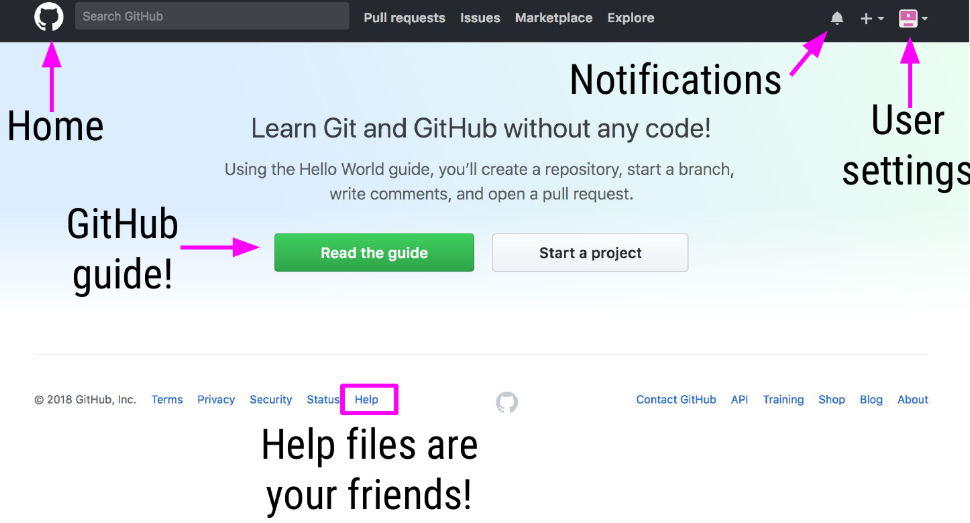 Search GitHub
Pull requests Issues Marketplace Explore
Notifications
Home
User
settings
Learn Git and GitHub without any code!
Using the Hello World guide, you’ll create a repository, start a branch,
write comments, and open a pull request.
GitHub
guide!
Read the guide
Start a project
© 2018 GitHub, Inc. Terms Privacy Security Status Help
Contact GitHub API Training Shop Blog About
Help files are
your friends!